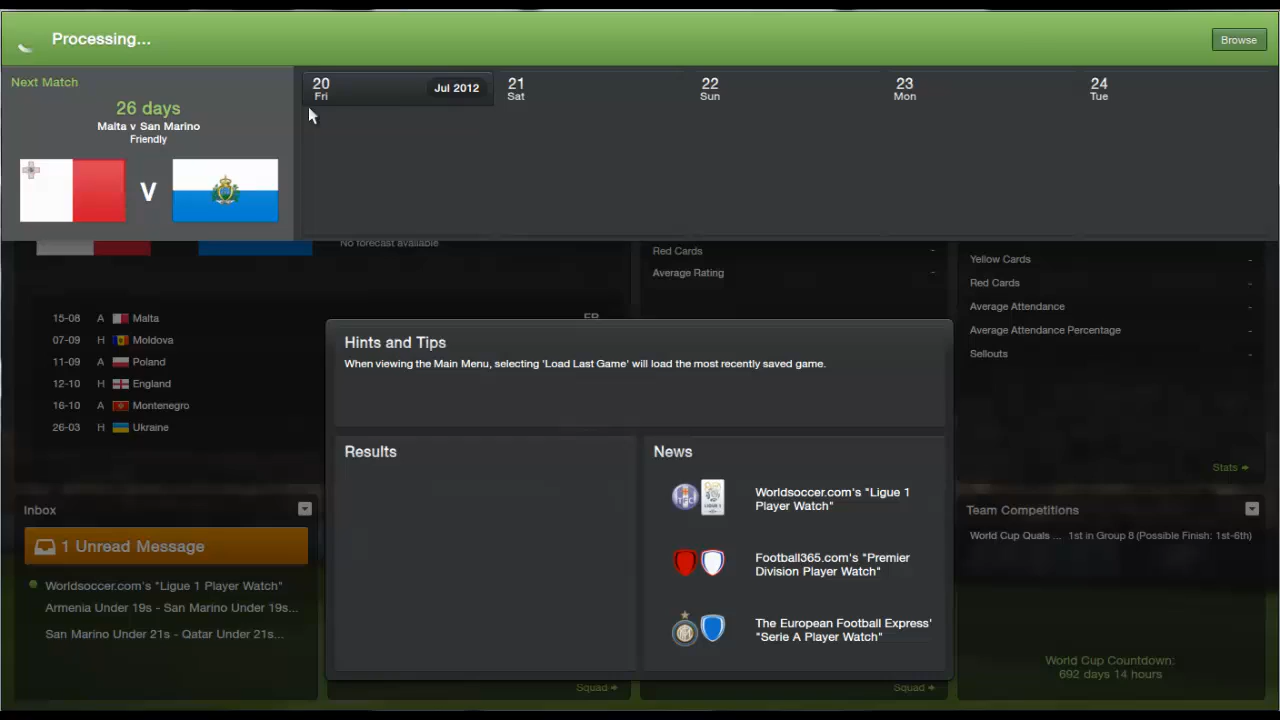 Processing...
Browse
Next Match
26 days
Malta v San Marino
Friendly
V
20
Fri
Jul 2012
21
Sat
22
Sun
23
Mon
24
Tue
No forecast available
Red Cards -
Average Rating -
Yellow Cards -
Red Cards -
Average Attendance -
Average Attendance Percentage -
Sellouts -
15-08 A Malta
07-09 H Moldova
11-09 A Poland
12-10 H England
16-10 A Montenegro
26-03 H Ukraine
Hints and Tips
When viewing the Main Menu, selecting 'Load Last Game' will load the most recently saved game.
Results
News
Worldsoccer.com's "Ligue 1
Player Watch"
Football365.com's "Premier
Division Player Watch"
The European Football Express'
"Serie A Player Watch"
Stats
Inbox
1 Unread Message
Worldsoccer.com's "Ligue 1 Player Watch"
Armenia Under 19s - San Marino Under 19s...
San Marino Under 21s - Qatar Under 21s...
Squad
Squad
Team Competitions
World Cup Quals ... 1st in Group 8 (Possible Finish: 1st-6th)
World Cup Countdown:
692 days 14 hours